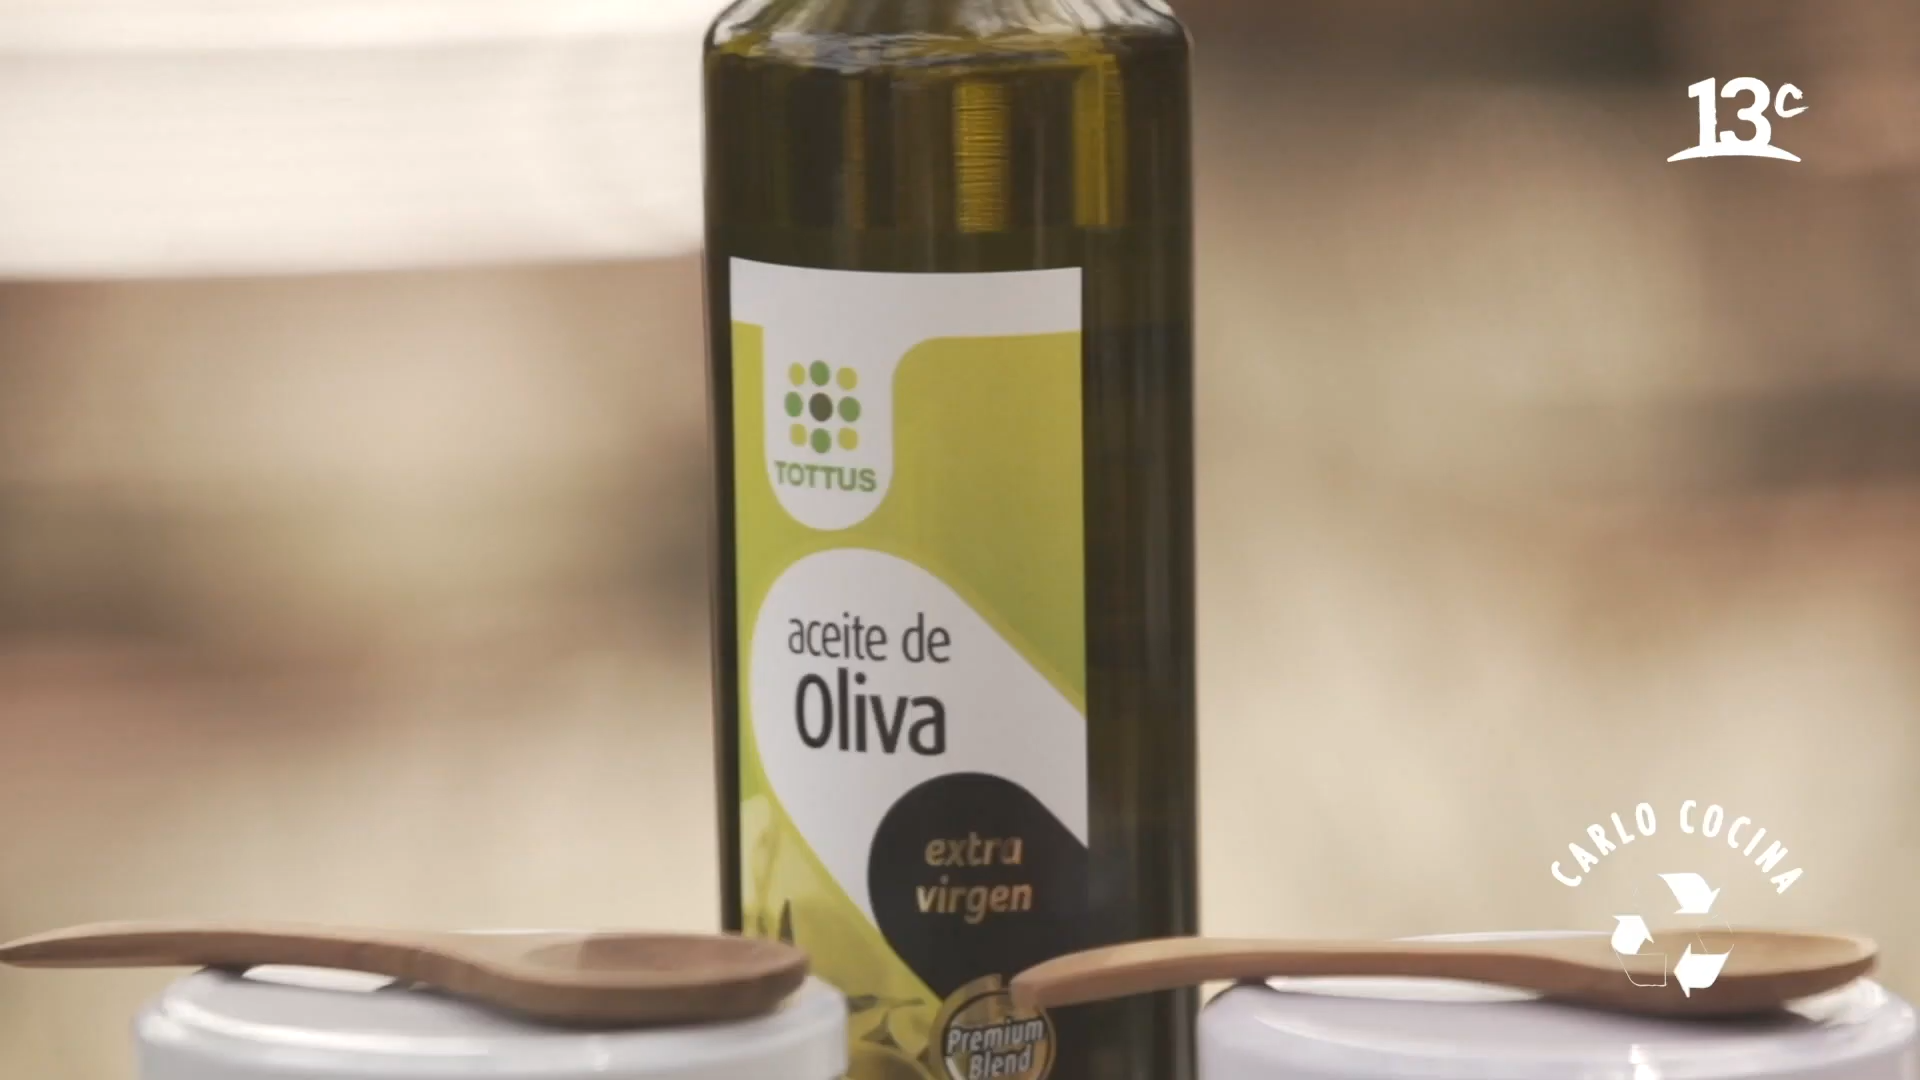 13c
TOTTUS
aceite de
Oliva
extra
virgen
Premium
Blend
CARLO COCINA